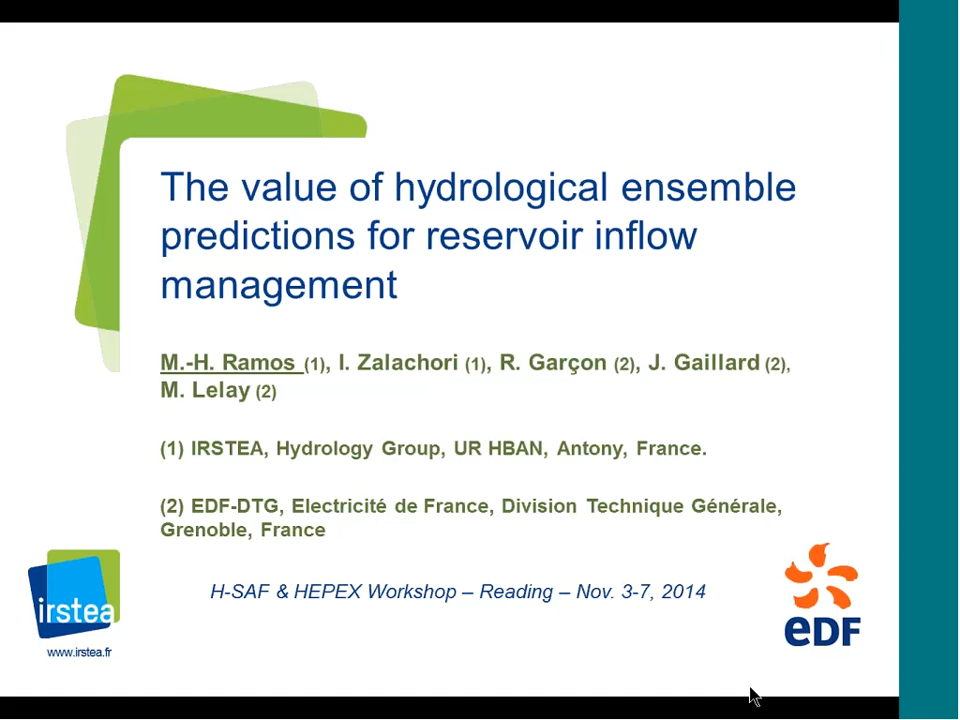 The value of hydrological ensemble
predictions for reservoir inflow
management
M.-H. Ramos (1), I. Zalachori (1), R. Garçon (2), J. Gaillard (2),
M. Lelay (2)
(1) IRSTEA, Hydrology Group, UR HBAN, Antony, France.
(2) EDF-DTG, Electricité de France, Division Technique Générale,
Grenoble, France
H-SAF & HEPEX Workshop – Reading – Nov. 3-7, 2014
irstea
www.irstea.fr
eDF